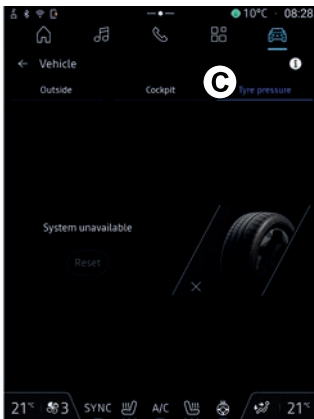 10°C 08:28
Vehicle
C
Outside Cockpit Tyre pressure
System unavailable
Reset
21°C 3 SYNC A/C 21°C